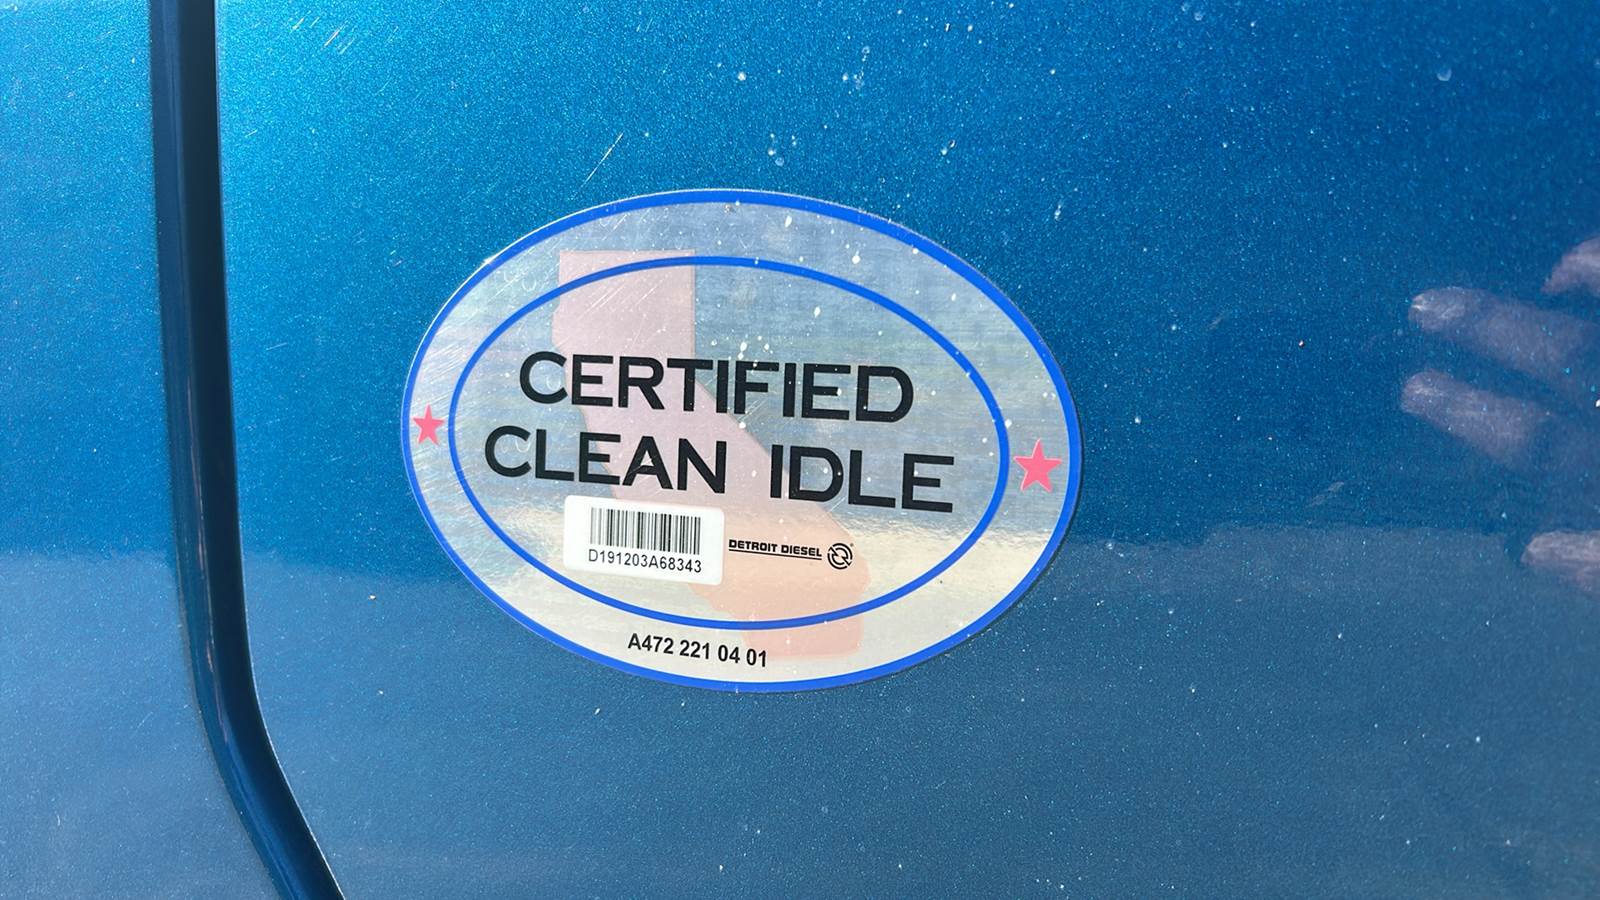 CERTIFIED
CLEAN IDLE
D191203A68343
DETROIT DIESEL
A472 221 04 01